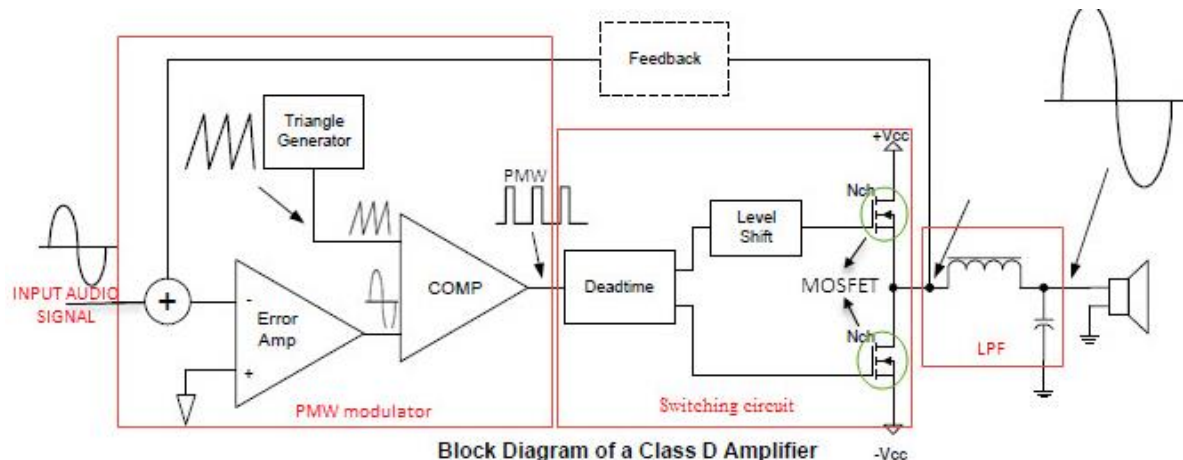 Feedback
Triangle
Generator
+Vcc
PMW
Nch
Level
Shift
INPUT AUDIO
SIGNAL
+
-
Error
Amp
+
COMP
Deadtime
MOSFET
Nch
LPF
PMW modulator
Switching circuit
-Vcc
Block Diagram of a Class D Amplifier